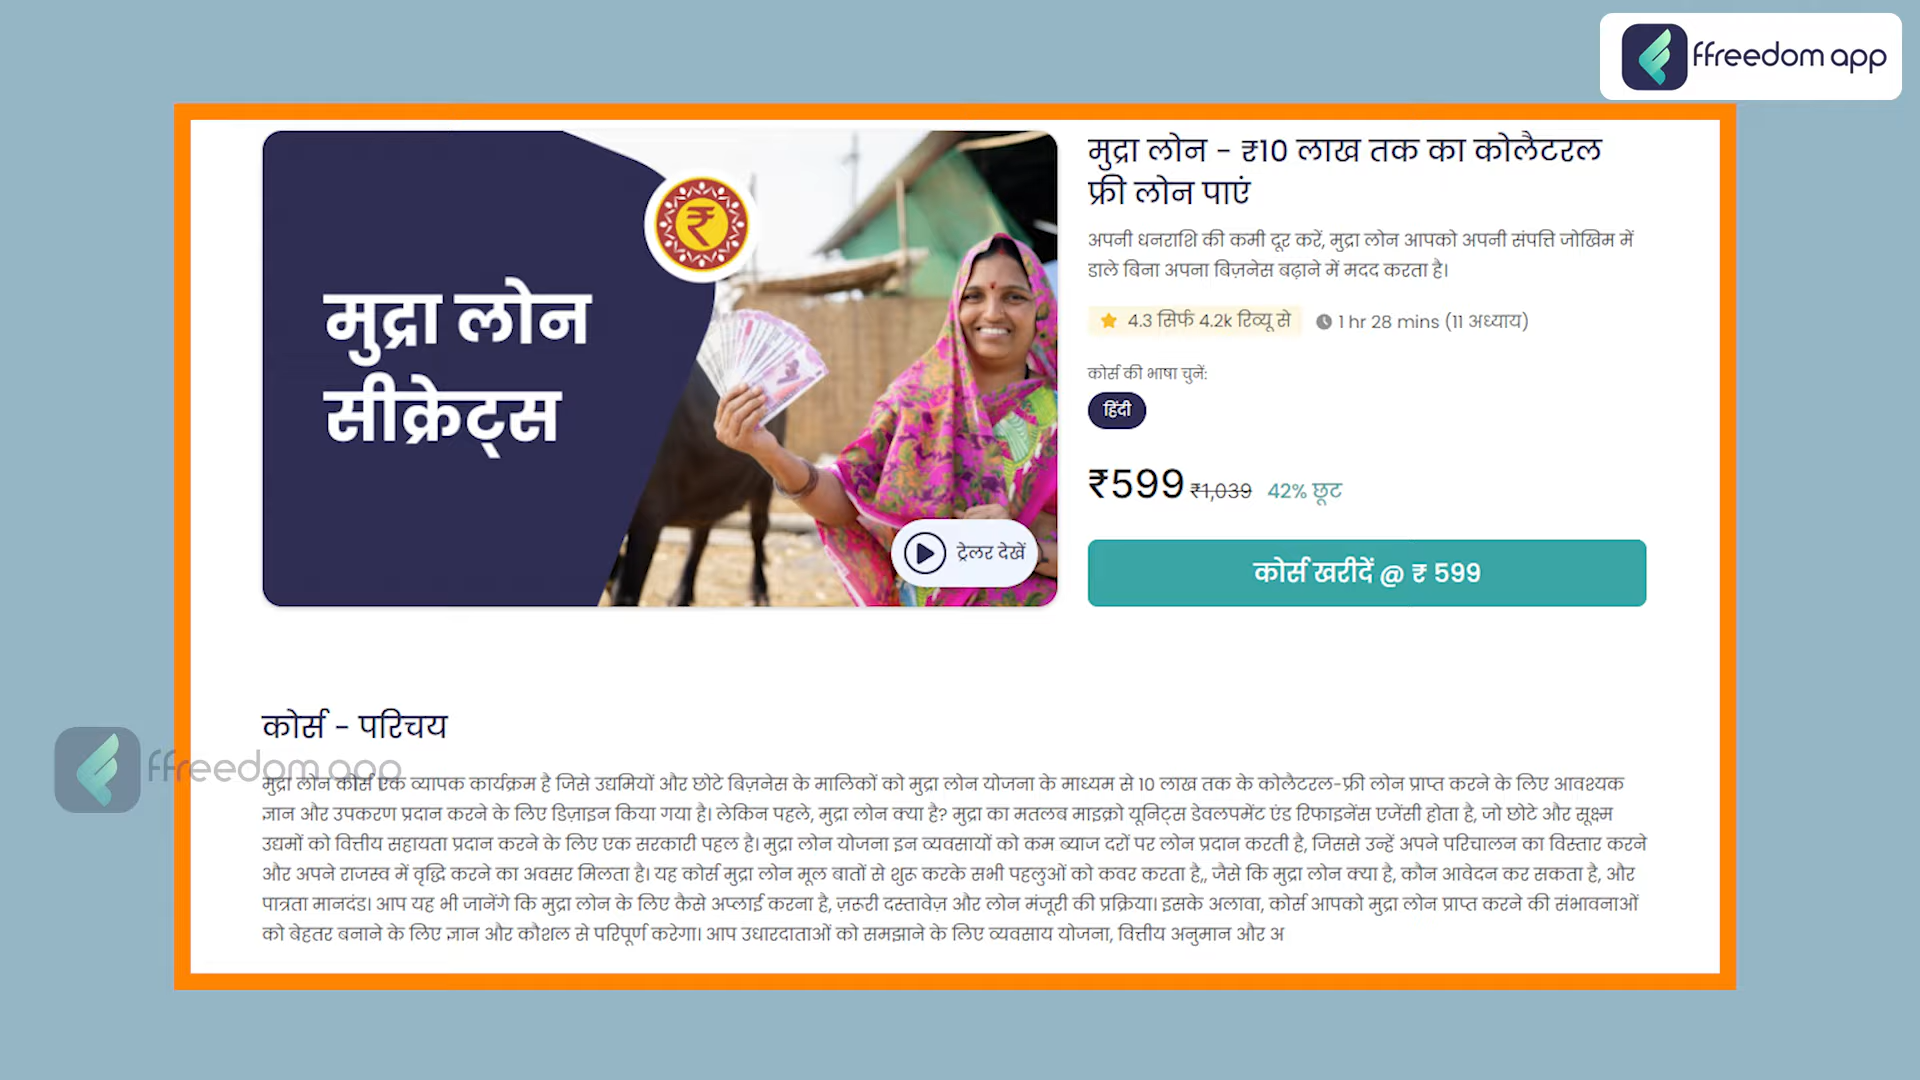 ffreedom app
मुद्रा लोन - ₹10 लाख तक का कोलैटरल
फ्री लोन पाएं
अपनी धनराशि की कमी दूर करें, मुद्रा लोन आपको अपनी संपत्ति जोखिम में
डाले बिना अपना बिज़नेस बढ़ाने में मदद करता है।
4.3 सिर्फ 4.2k रिव्यू से 1 hr 28 mins (11 अध्याय)
कोर्स की भाषा चुनें:
हिंदी
₹599 ₹1,039 42% छूट
कोर्स खरीदें @ ₹ 599
₹
मुद्रा लोन
सीक्रेट्स
ट्रेलर देखें
कोर्स - परिचय
ffreedom app
मुद्रा लोन कोर्स एक व्यापक कार्यक्रम है जिसे उद्यमियों और छोटे बिज़नेस के मालिकों को मुद्रा लोन योजना के माध्यम से 10 लाख तक के कोलैटरल-फ्री लोन प्राप्त करने के लिए आवश्यक
ज्ञान और उपकरण प्रदान करने के लिए डिज़ाइन किया गया है। लेकिन पहले, मुद्रा लोन क्या है? मुद्रा का मतलब माइक्रो यूनिट्स डेवलपमेंट एंड रिफाइनेंस एजेंसी होता है, जो छोटे और सूक्ष्म
उद्यमों को वित्तीय सहायता प्रदान करने के लिए एक सरकारी पहल है। मुद्रा लोन योजना इन व्यवसायों को कम ब्याज दरों पर लोन प्रदान करती है, जिससे उन्हें अपने परिचालन का विस्तार करने
और अपने राजस्व में वृद्धि करने का अवसर मिलता है। यह कोर्स मुद्रा लोन मूल बातों से शुरू करके सभी पहलुओं को कवर करता है,, जैसे कि मुद्रा लोन क्या है, कौन आवेदन कर सकता है, और
पात्रता मानदंड। आप यह भी जानेंगे कि मुद्रा लोन के लिए कैसे अप्लाई करना है, ज़रूरी दस्तावेज़ और लोन मंजूरी की प्रक्रिया। इसके अलावा, कोर्स आपको मुद्रा लोन प्राप्त करने की संभावनाओं
को बेहतर बनाने के लिए ज्ञान और कौशल से परिपूर्ण करेगा। आप उधारदाताओं को समझाने के लिए व्यवसाय योजना, वित्तीय अनुमान और अ